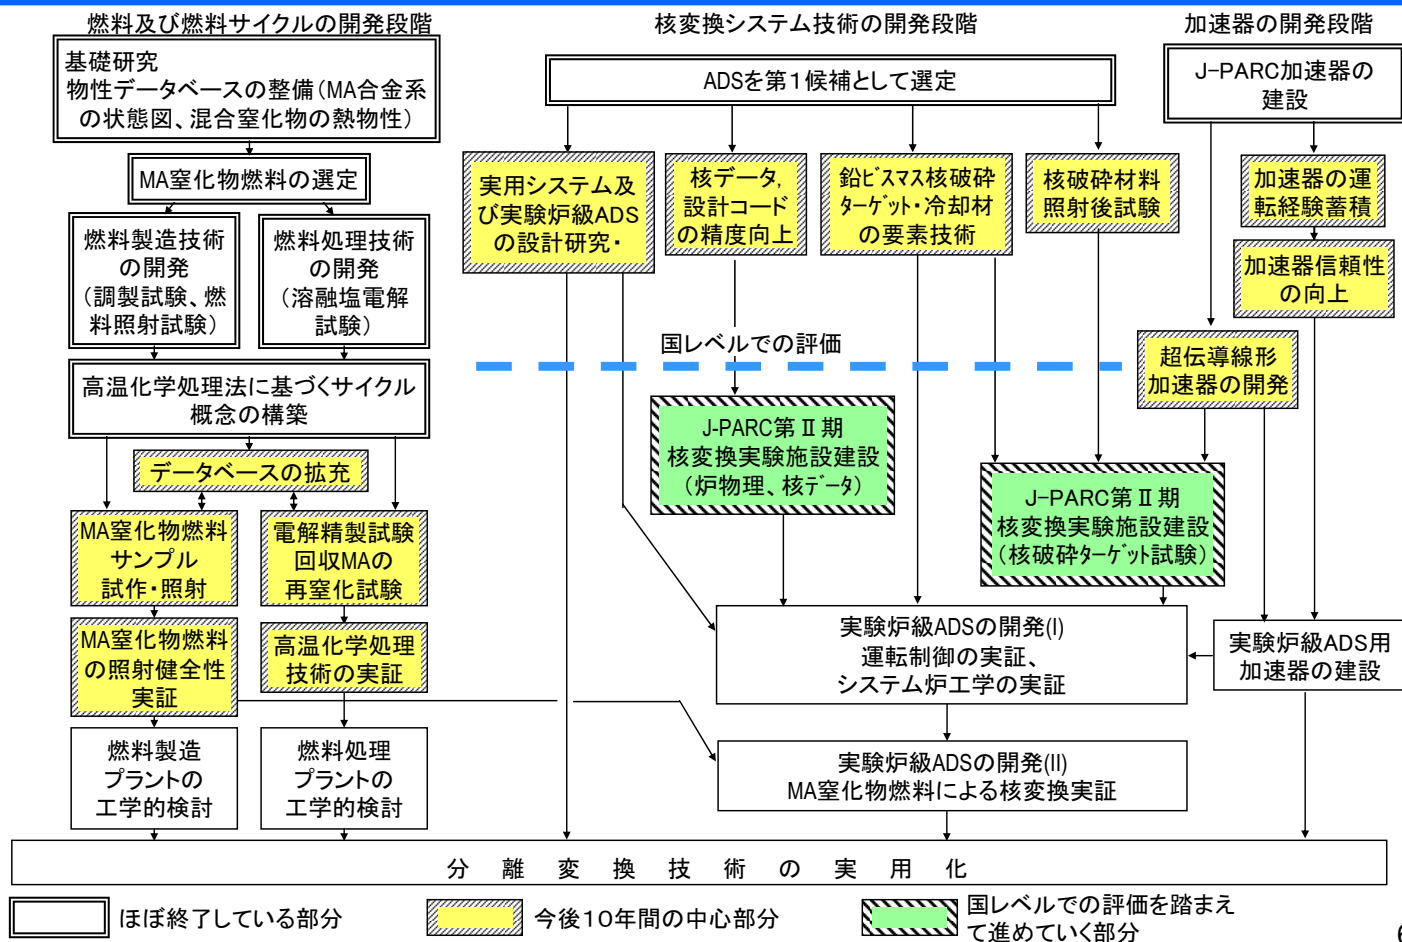 燃料及び燃料サイクルの開発段階
基礎研究
物性データベースの整備(MA合金系
の状態図、混合窒化物の熱物性)
MA窒化物燃料の選定
燃料製造技術
の開発
(調製試験、燃
料照射試験)
燃料処理技術
の開発
(溶融塩電解
試験)
高温化学処理法に基づくサイクル
概念の構築
データベースの拡充
MA窒化物燃料
サンプル
試作・照射
電解精製試験
回収MAの
再窒化試験
MA窒化物燃料
の照射健全性
実証
高温化学処理
技術の実証
燃料製造
プラントの
工学的検討
燃料処理
プラントの
工学的検討
核変換システム技術の開発段階
ADSを第1候補として選定
実用システム及
び実験炉級ADS
の設計研究・
核データ,
設計コード
の精度向上
鉛ビスマス核破砕
ターゲット・冷却材
の要素技術
核破砕材料
照射後試験
国レベルでの評価
J-PARC第Ⅱ期
核変換実験施設建設
(炉物理、核データ)
J-PARC第Ⅱ期
核変換実験施設建設
(核破砕ターゲット試験)
実験炉級ADSの開発(I)
運転制御の実証、
システム炉工学の実証
実験炉級ADSの開発(II)
MA窒化物燃料による核変換実証
加速器の開発段階
J-PARC加速器の
建設
加速器の運
転経験蓄積
加速器信頼性
の向上
超伝導線形
加速器の開発
実験炉級ADS用
加速器の建設
分離変換技術の実用化
ほぼ終了している部分
今後10年間の中心部分
国レベルでの評価を踏まえ
て進めていく部分
6